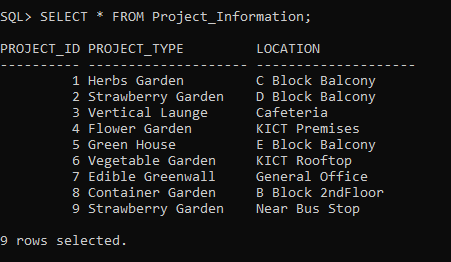 SQL> SELECT * FROM Project_Information;
PROJECT_ID PROJECT_TYPE         LOCATION
---------- -------------------- --------------------
         1 Herbs Garden         C Block Balcony
         2 Strawberry Garden    D Block Balcony
         3 Vertical Launge      Cafeteria
         4 Flower Garden        KICT Premises
         5 Green House          E Block Balcony
         6 Vegetable Garden     KICT Rooftop
         7 Edible Greenwall     General Office
         8 Container Garden     B Block 2ndFloor
         9 Strawberry Garden    Near Bus Stop
9 rows selected.